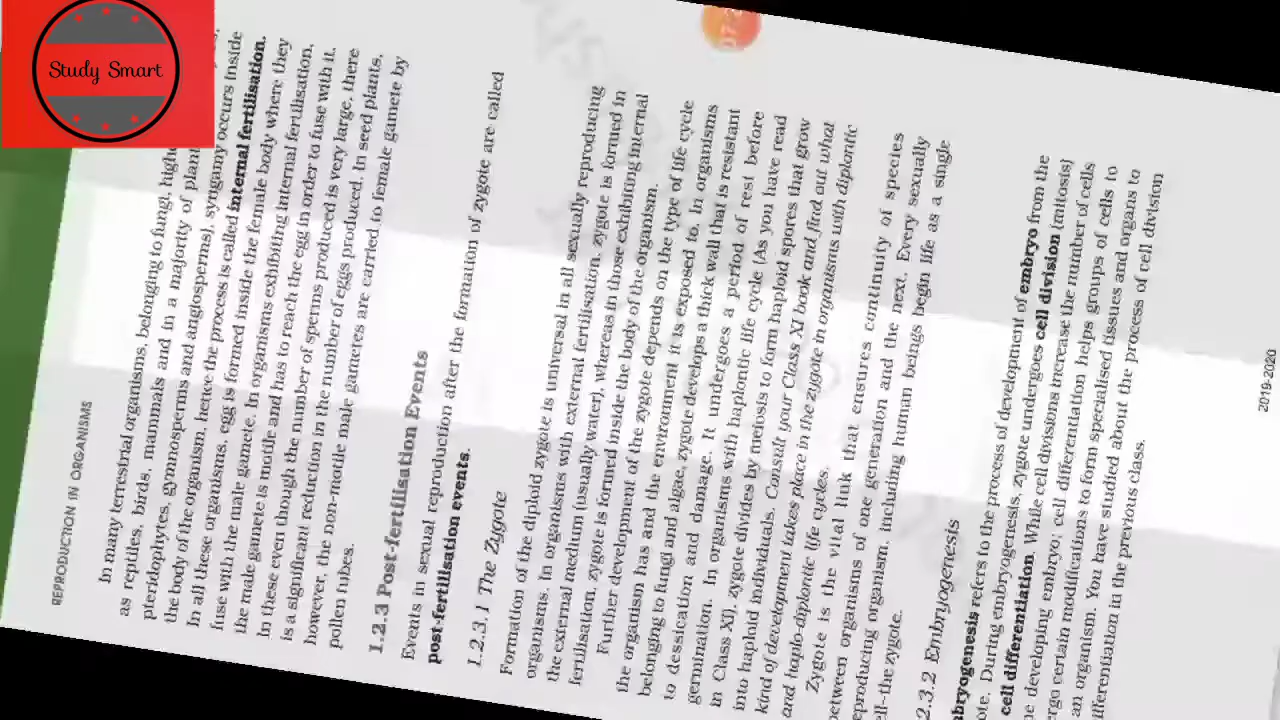 Study Smart
REPRODUCTION IN ORGANISMS
In many terrestrial organisms, belonging to fungi,
as reptiles, birds, mammals and in a majority of
pteridophytes, gymnosperms and angiosperms), syngamy occurs inside
the body of the organism, hence the process is called internal fertilisation.
In all these organisms, egg is formed inside the female body where they
fuse with the male gamete. In organisms exhibiting internal fertilisation,
the male gamete is motile and has to reach the egg in order to fuse with it.
In these even though the number of sperms produced is very large, there
is a significant reduction in the number of eggs produced. In seed plants,
however, the non-motile male gametes are carried to female gamete by
pollen tubes.
1.2.3 Post-fertilisation Events
Events in sexual reproduction after the formation of zygote are called
post-fertilisation events.
1.2.3.1 The Zygote
Formation of the diploid zygote is universal in all sexually reproducing
organisms. In organisms with external fertilisation, zygote is formed in
the external medium (usually water), whereas in those exhibiting internal
fertilisation, zygote is formed inside the body of the organism.
Further development of the zygote depends on the type of life cycle
the organism has and the environment it is exposed to. In organisms
belonging to fungi and algae, zygote develops a thick wall that is resistant
to dessication and damage. It undergoes a period of rest before
germination. In organisms with haplontic life cycle (As you have read
in Class XI), zygote divides by meiosis to form haploid spores that grow
into haploid individuals. Consult your Class XI book and find out what
kind of development takes place in the zygote in organisms with diplontic
and haplo-diplontic life cycles.
Zygote is the vital link that ensures continuity of species
between organisms of one generation and the next. Every sexually
reproducing organism, including human beings begin life as a single
cell–the zygote.
.2.3.2 Embryogenesis
mbryogenesis refers to the process of development of embryo from the
ote. During embryogenesis, zygote undergoes cell division (mitosis)
cell differentiation. While cell divisions increase the number of cells
he developing embryo; cell differentiation helps groups of cells to
ergo certain modifications to form specialised tissues and organs to
an organism. You have studied about the process of cell division
ifferentiation in the previous class.
2019-2020